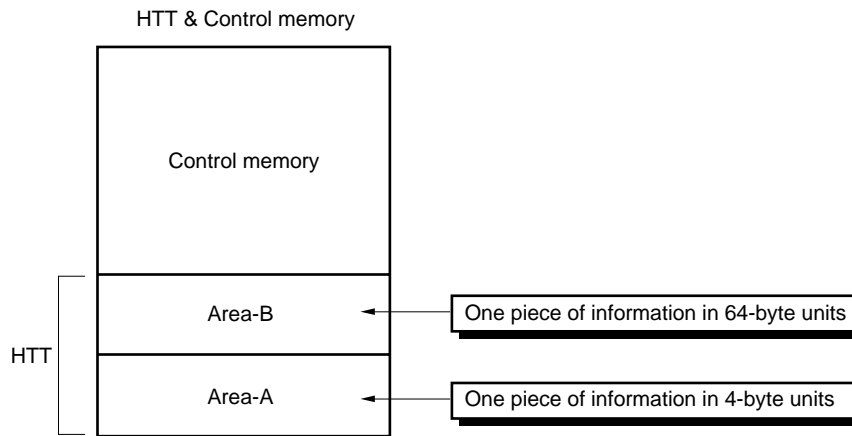 HTT & Control memory
Control memory
Area-B
One piece of information in 64-byte units
HTT
Area-A
One piece of information in 4-byte units